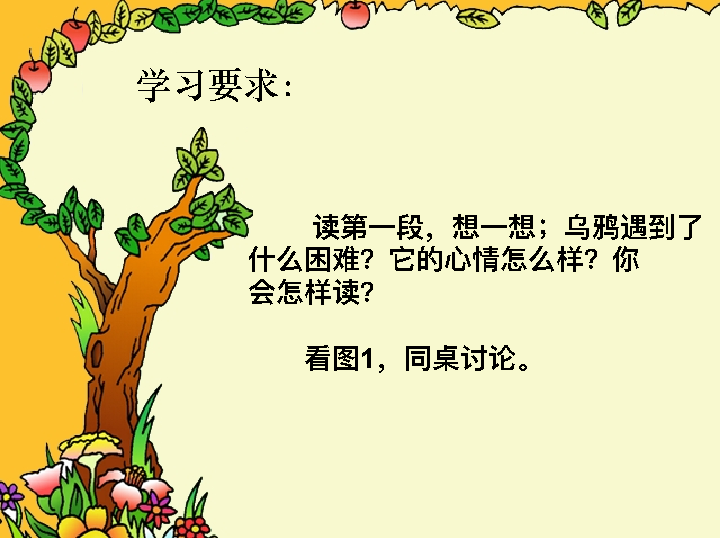 学习要求：
读第一段，想一想；乌鸦遇到了
什么困难？它的心情怎么样？你
会怎样读？
看图1，同桌讨论。